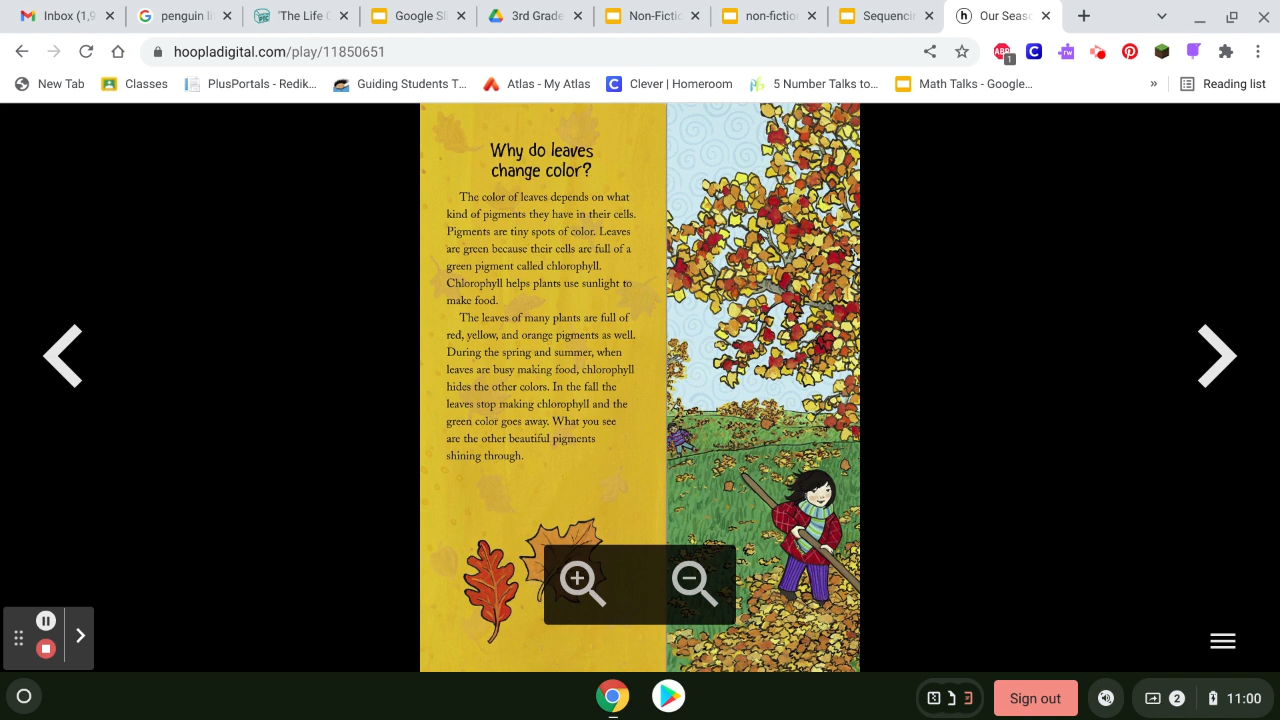 Inbox (1,9
penguin li
"The Life C
Google Sl
3rd Grade
Non-Fictio
non-fiction
Sequencin
Our Seaso
hoopladigital.com/play/11850651
ABP
1
rw
New Tab
Classes
PlusPortals - Redik...
Guiding Students T...
Atlas - My Atlas
Clever | Homeroom
5 Number Talks to...
Math Talks - Google...
»
Reading list
Why do leaves
change color?
The color of leaves depends on what
kind of pigments they have in their cells.
Pigments are tiny spots of color. Leaves
are green because their cells are full of a
green pigment called chlorophyll.
Chlorophyll helps plants use sunlight to
make food.
The leaves of many plants are full of
red, yellow, and orange pigments as well.
During the spring and summer, when
leaves are busy making food, chlorophyll
hides the other colors. In the fall the
leaves stop making chlorophyll and the
green color goes away. What you see
are the other beautiful pigments
shining through.
Sign out
2
11:00